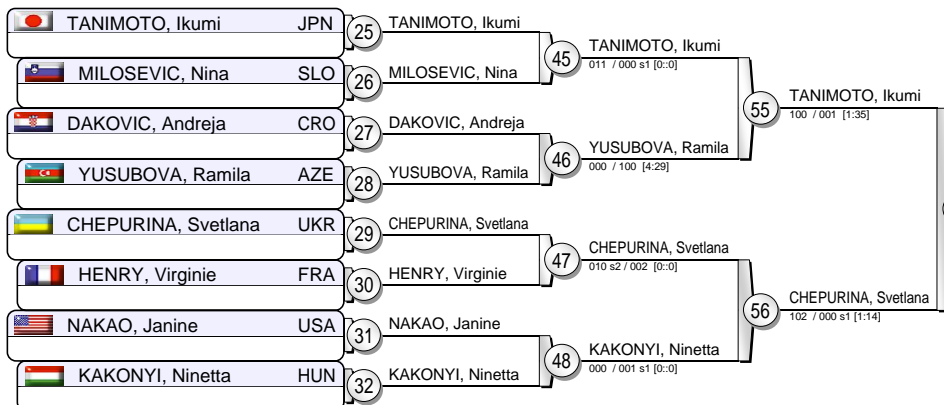 TANIMOTO, Ikumi JPN
MILOSEVIC, Nina SLO
DAKOVIC, Andreja CRO
YUSUBOVA, Ramila AZE
CHEPURINA, Svetlana UKR
HENRY, Virginie FRA
NAKAO, Janine USA
KAKONYI, Ninetta HUN
25
26
27
28
29
30
31
32
TANIMOTO, Ikumi
MILOSEVIC, Nina
DAKOVIC, Andreja
YUSUBOVA, Ramila
CHEPURINA, Svetlana
HENRY, Virginie
NAKAO, Janine
KAKONYI, Ninetta
45
46
47
48
TANIMOTO, Ikumi
011 / 000 s1 [0::0]
YUSUBOVA, Ramila
000 / 100 [4:29]
CHEPURINA, Svetlana
010 s2 / 002 [0::0]
KAKONYI, Ninetta
000 / 001 s1 [0::0]
55
56
TANIMOTO, Ikumi
100 / 001 [1:35]
CHEPURINA, Svetlana
102 / 000 s1 [1:14]